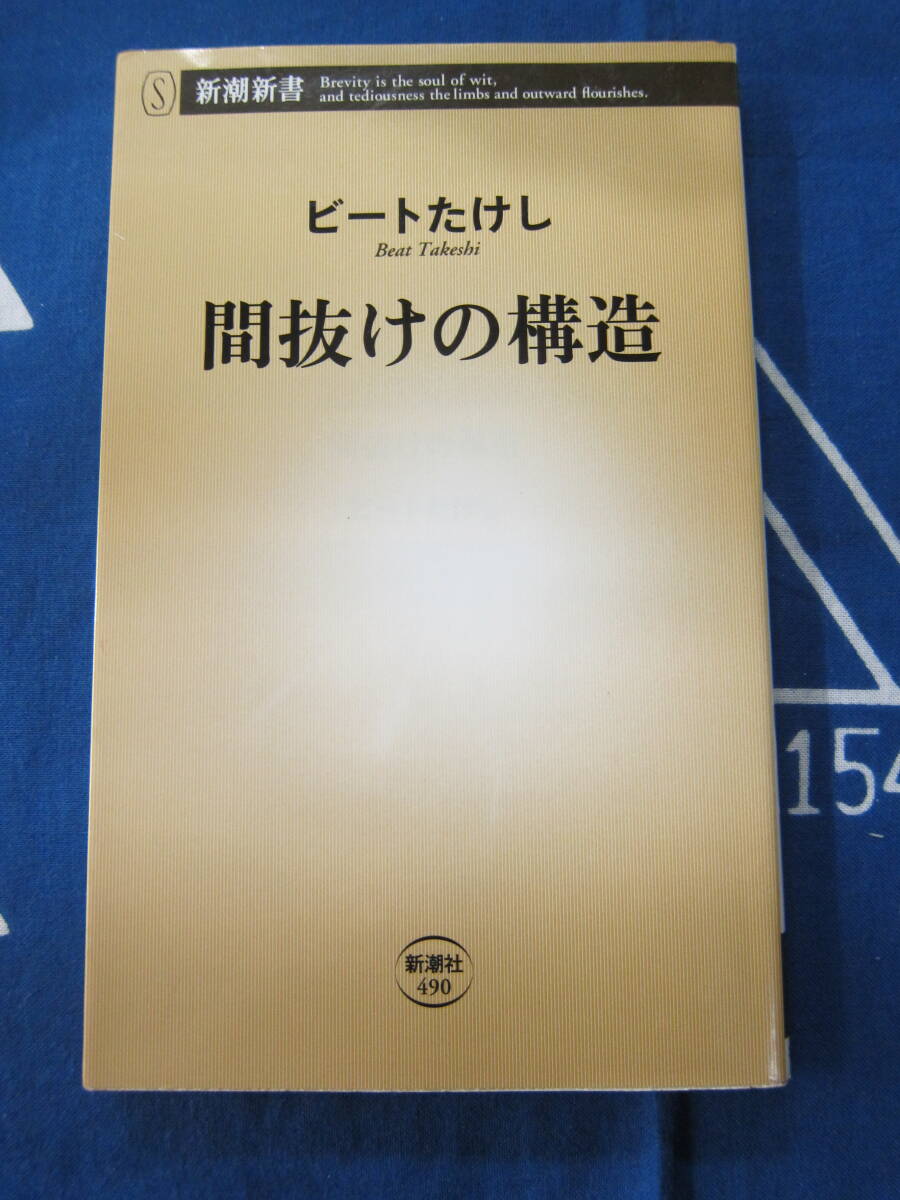 S
新潮新書
Brevity is the soul of wit,
and tediousness the limbs and outward flourishes.
ビートたけし
Beat Takeshi
間抜けの構造
新潮社
490
154